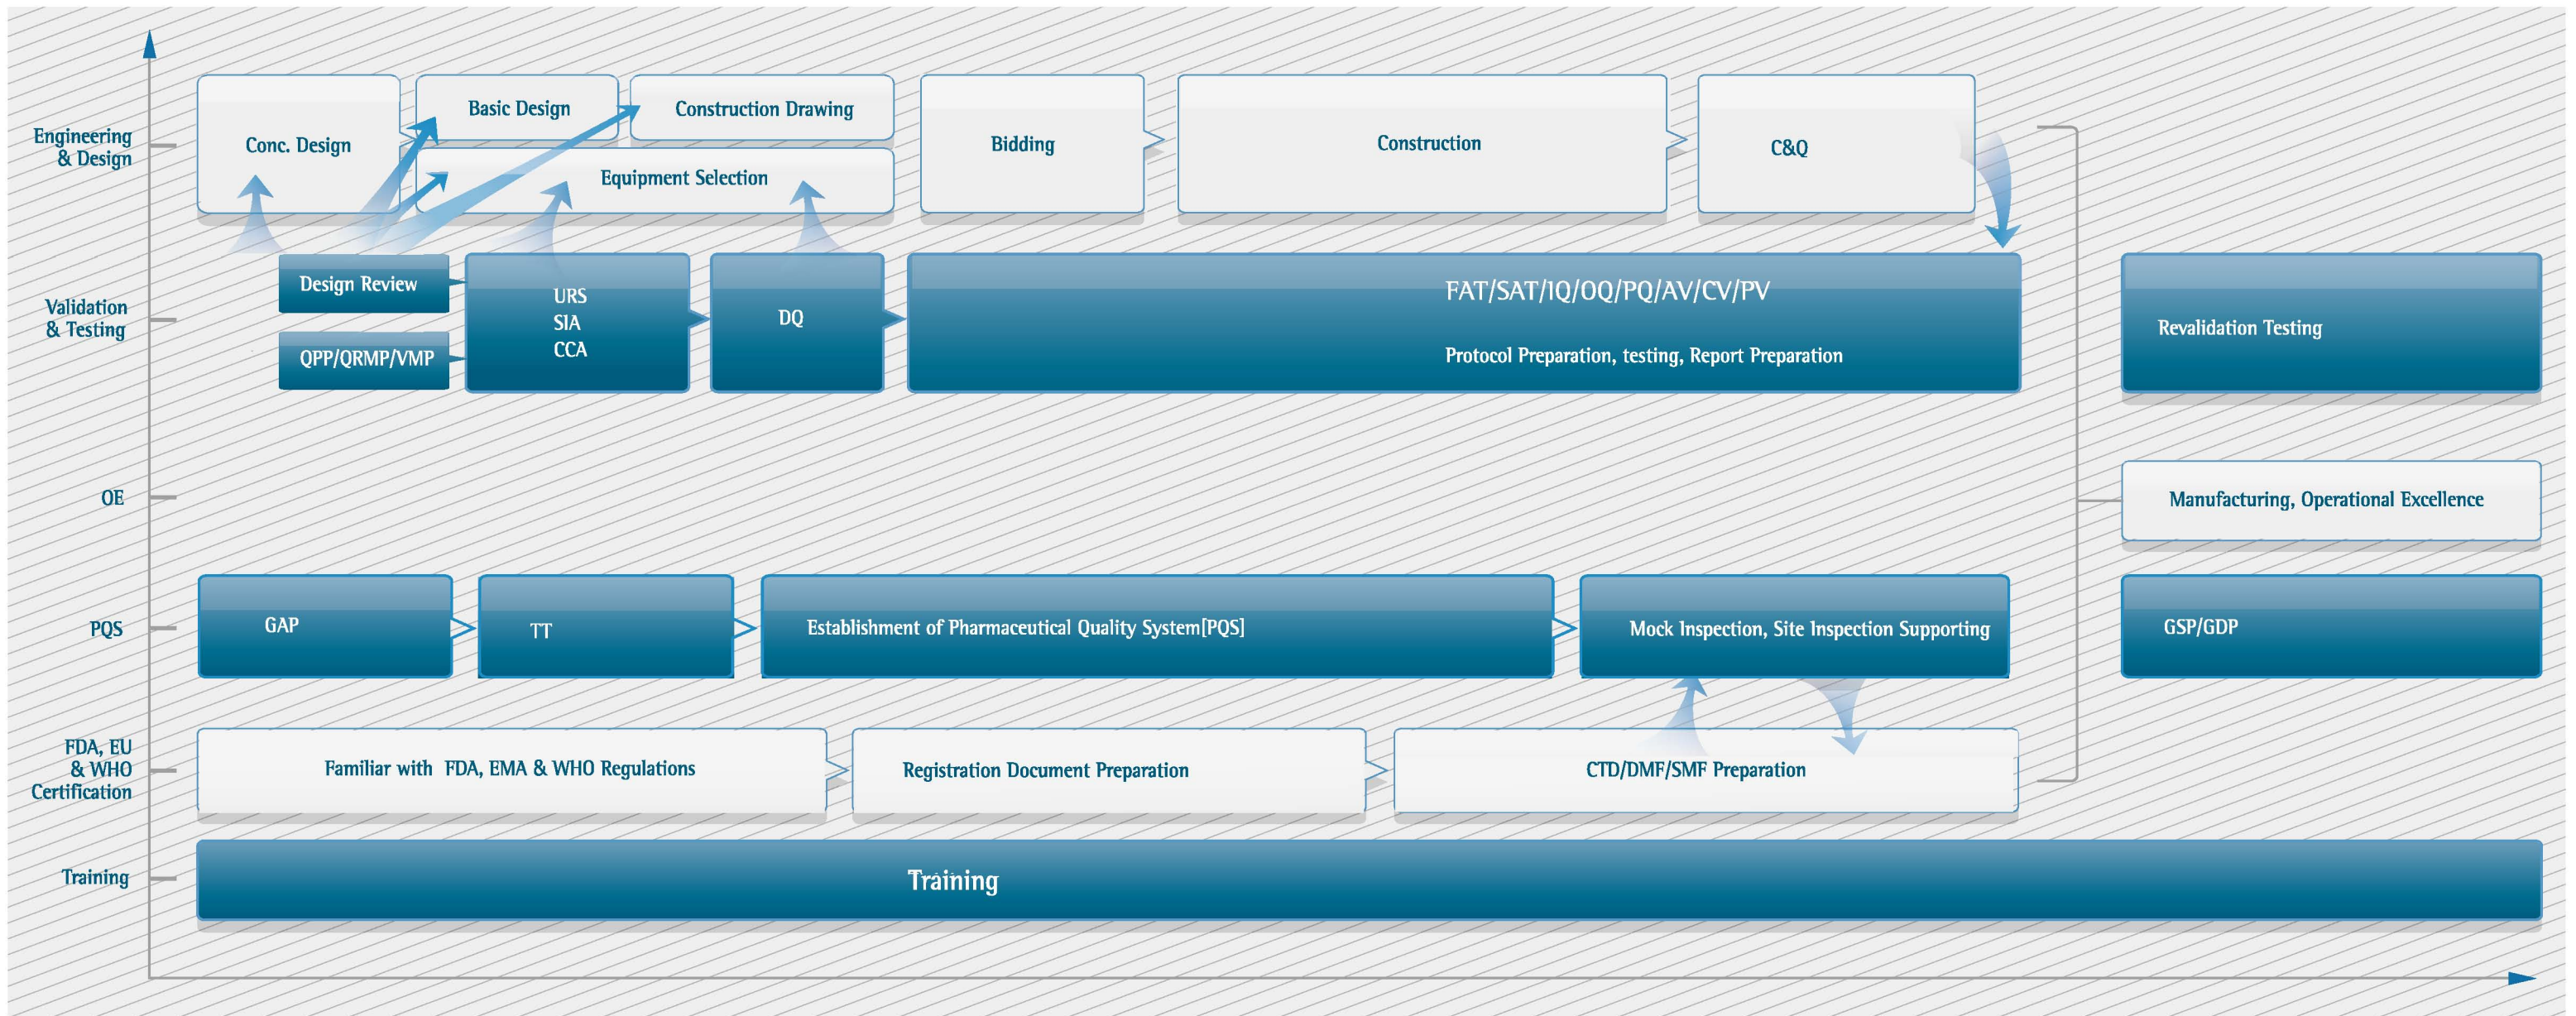 Engineering
& Design
Conc. Design
Basic Design
Construction Drawing
Equipment Selection
Bidding
Construction
C&Q
Validation
& Testing
Design Review
QPP/QRMP/VMP
URS
SIA
CCA
DQ
FAT/SAT/IQ/OQ/PQ/AV/CV/PV
Protocol Preparation, testing, Report Preparation
Revalidation Testing
OE
Manufacturing, Operational Excellence
PQS
GAP
TT
Establishment of Pharmaceutical Quality System[PQS]
Mock Inspection, Site Inspection Supporting
GSP/GDP
FDA, EU
& WHO
Certification
Familiar with FDA, EMA & WHO Regulations
Registration Document Preparation
CTD/DMF/SMF Preparation
Training
Training